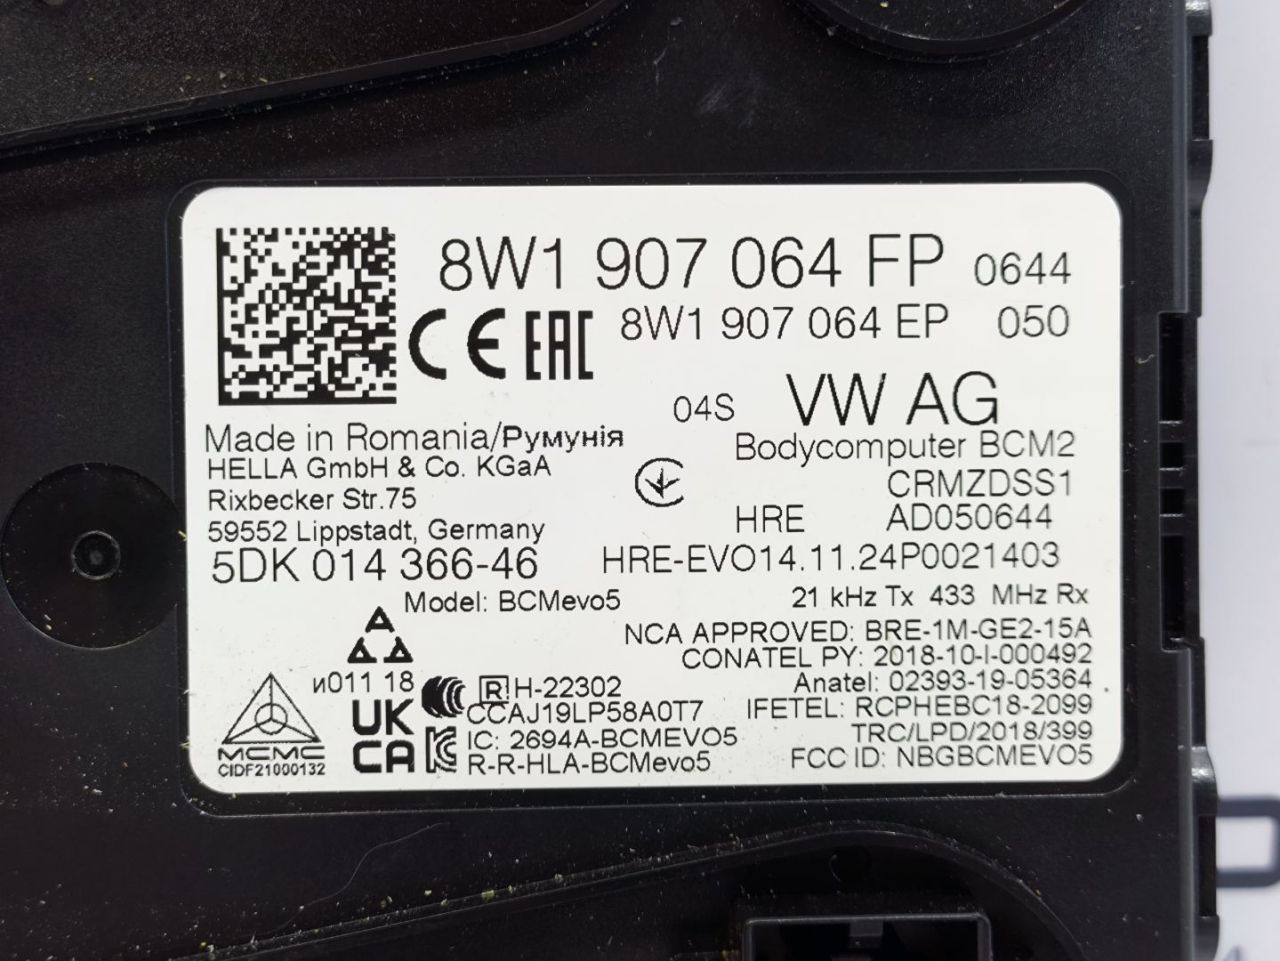 8W1 907 064 FP 0644
CE EAC 8W1 907 064 EP 050
04S VW AG
Made in Romania/Румунія
Bodycomputer BCM2
HELLA GmbH & Co. KGaA
CRMZDSS1
Rixbecker Str.75
HRE AD050644
59552 Lippstadt, Germany
5DK 014 366-46 HRE-EVO14.11.24P0021403
Model: BCMevo5 21 kHz Tx 433 MHz Rx
NCA APPROVED: BRE-1M-GE2-15A
CONATEL PY: 2018-10-I-000492
и011 18
R H-22302
Anatel: 02393-19-05364
CCAJ19LP58A0T7
IFETEL: RCPHEBC18-2099
UK
CA
IC: 2694A-BCMEVO5
TRC/LPD/2018/399
MCMC
CIDF21000132
R-R-HLA-BCMevo5
FCC ID: NBGBCMEVO5